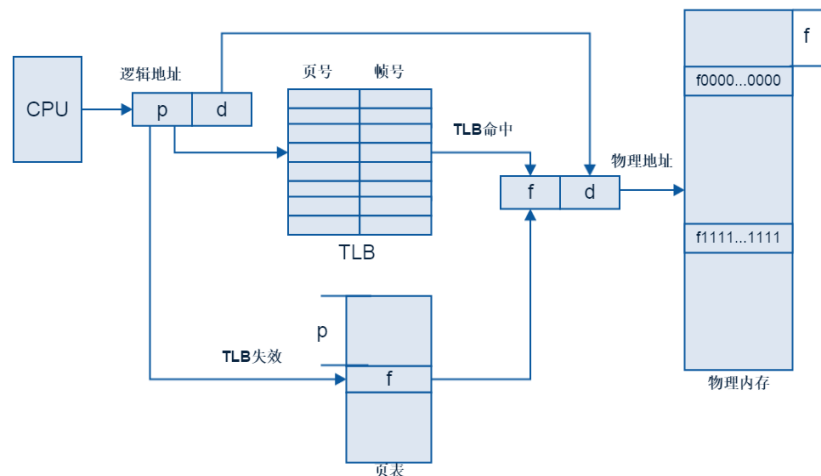 f
f0000...0000
页号
帧号
逻辑地址
CPU
p
d
TLB命中
物理地址
f
d
f1111...1111
TLB
p
TLB失效
f
物理内存
页表